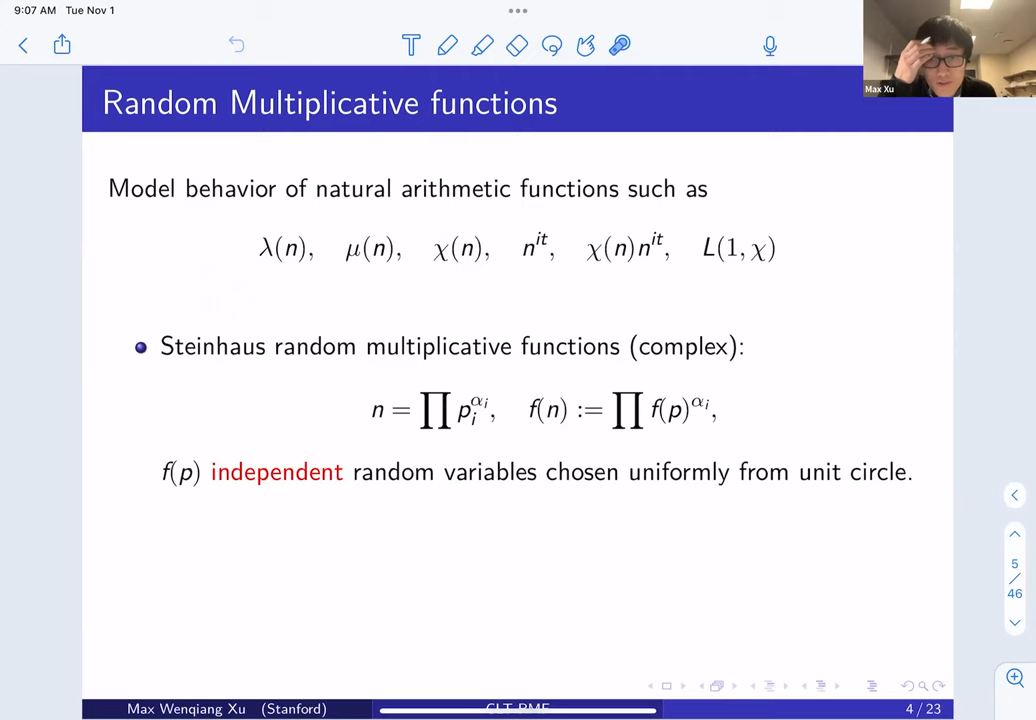 9:07 AM Tue Nov 1
Max Xu
Random Multiplicative functions
Model behavior of natural arithmetic functions such as
λ(n), μ(n), χ(n), n^{it}, χ(n)n^{it}, L(1, χ)
Steinhaus random multiplicative functions (complex):
n = ∏ p_i^{α_i}, f(n) := ∏ f(p)^{α_i},
f(p) independent random variables chosen uniformly from unit circle.
5
/
46
Max Wenqiang Xu (Stanford) CLT RMF 4 / 23